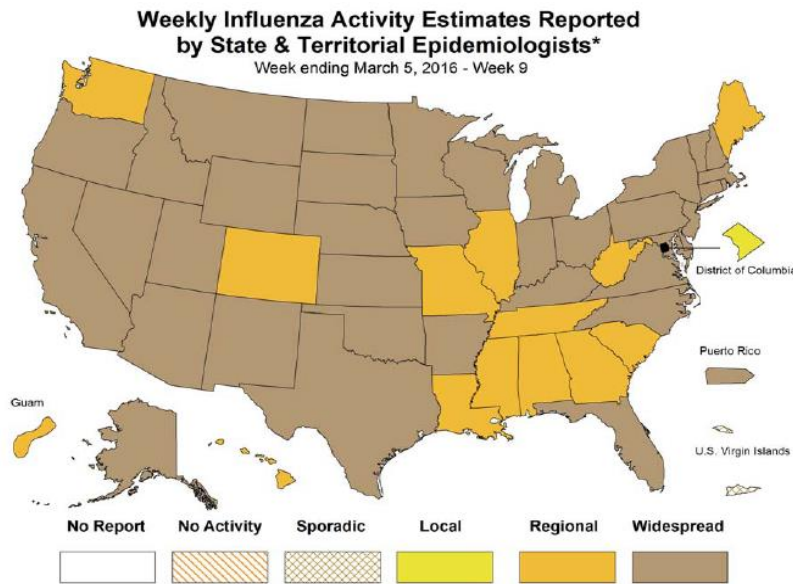 Weekly Influenza Activity Estimates Reported
by State & Territorial Epidemiologists*
Week ending March 5, 2016 - Week 9
District of Columbia
Puerto Rico
Guam
U.S. Virgin Islands
No Report
No Activity
Sporadic
Local
Regional
Widespread